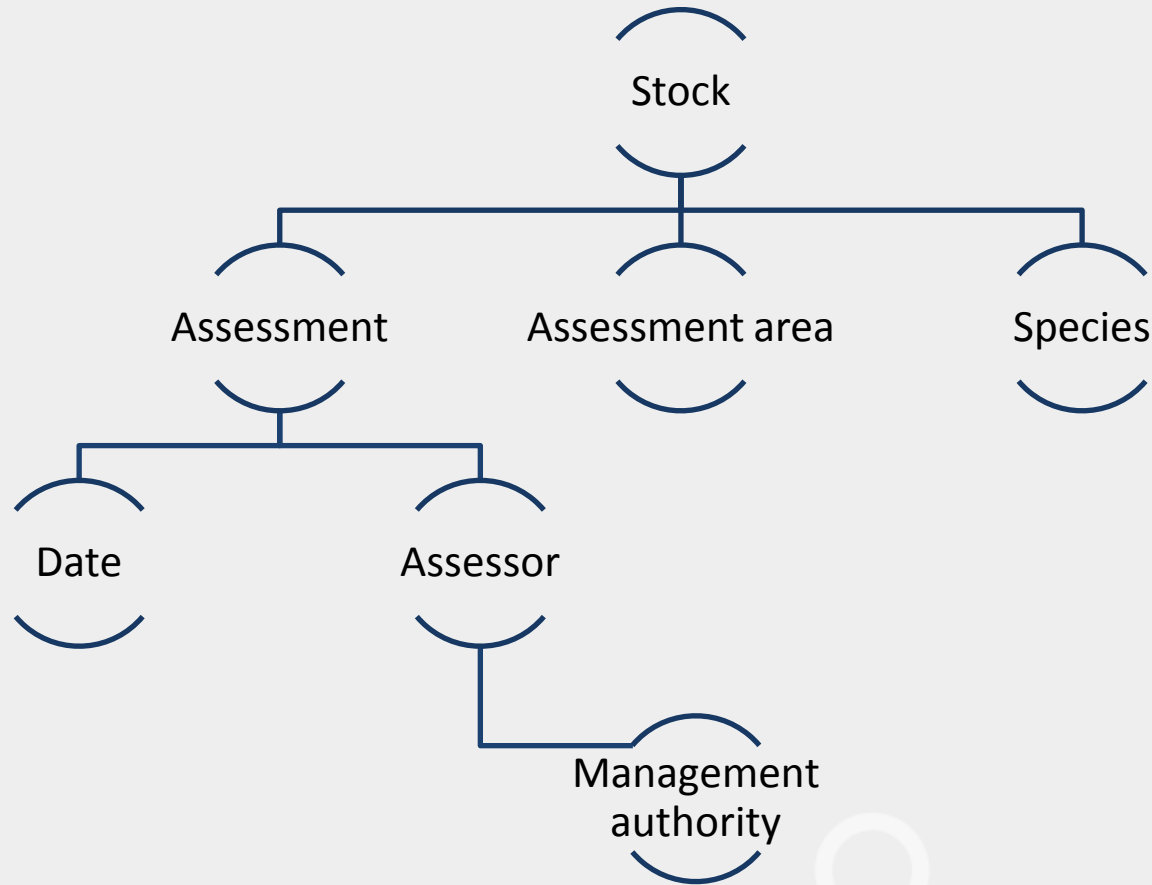 Stock
Assessment
Assessment area
Species
Date
Assessor
Management
authority